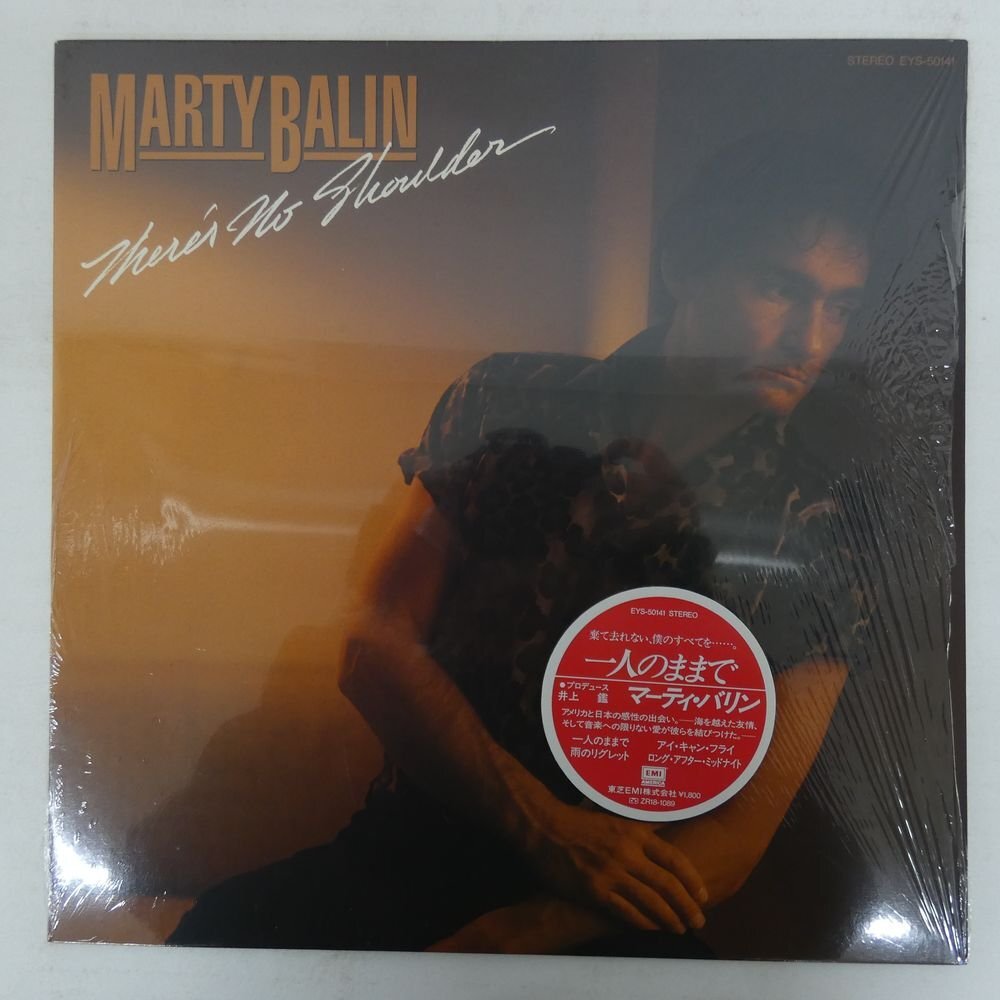 STEREO EYS-50141
MARTY BALIN
There's No Shoulder
EYS-50141 STEREO
棄て去れない、僕のすべてを……。
一人のままで
●プロデュース
井上 鑑
マーティ・バリン
アメリカと日本の感性の出会い。——海を越えた友情、
そして音楽への限りない愛が彼らを結びつけた。——
一人のままで
アイ・キャン・フライ
雨のリグレット
ロング・アフター・ミッドナイト
EMI
AMERICA
東芝EMI株式会社 ¥1,800
ZR18-1089